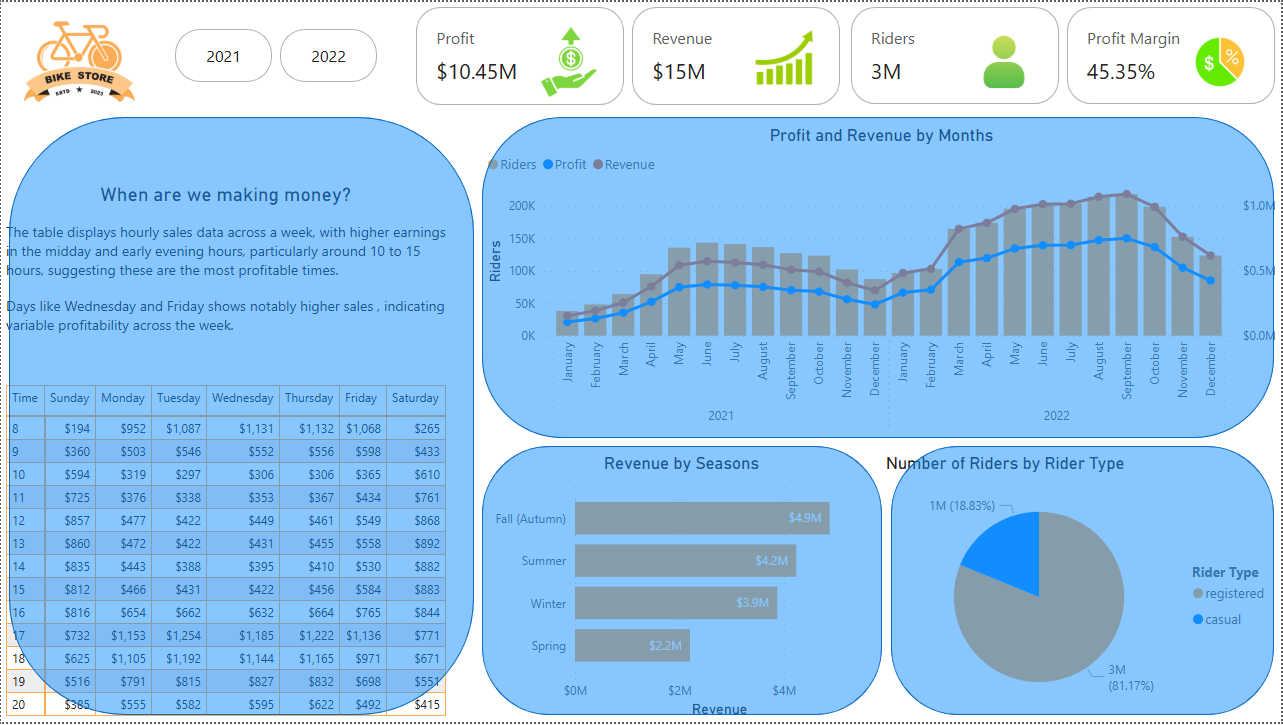 BIKE STORE
ESTD ★ 2023
2021
2022
Profit
$10.45M
Revenue
$15M
Riders
3M
Profit Margin
45.35%
$ %
When are we making money?
The table displays hourly sales data across a week, with higher earnings
in the midday and early evening hours, particularly around 10 to 15
hours, suggesting these are the most profitable times.
Days like Wednesday and Friday shows notably higher sales , indicating
variable profitability across the week.
Time Sunday Monday Tuesday Wednesday Thursday Friday Saturday
8 $194 $952 $1,087 $1,131 $1,132 $1,068 $265
9 $360 $503 $546 $552 $556 $598 $433
10 $594 $319 $297 $306 $306 $365 $610
11 $725 $376 $338 $353 $367 $434 $761
12 $857 $477 $422 $449 $461 $549 $868
13 $860 $472 $422 $431 $455 $558 $892
14 $835 $443 $388 $395 $410 $530 $882
15 $812 $466 $431 $422 $456 $584 $883
16 $816 $654 $662 $632 $664 $765 $844
17 $732 $1,153 $1,254 $1,185 $1,222 $1,136 $771
18 $625 $1,105 $1,192 $1,144 $1,165 $971 $671
19 $516 $791 $815 $827 $832 $698 $551
20 $385 $555 $582 $595 $622 $492 $415
Profit and Revenue by Months
Riders Profit Revenue
Riders
200K $1.0M
150K
100K $0.5M
50K
0K $0.0M
January February March April May June July August September October November December January February March April May June July August September October November December
2021 2022
Revenue by Seasons
Fall (Autumn) $4.9M
Summer $4.2M
Winter $3.9M
Spring $2.2M
$0M $2M $4M
Revenue
Number of Riders by Rider Type
1M (18.83%)
Rider Type
registered
casual
3M
(81.17%)